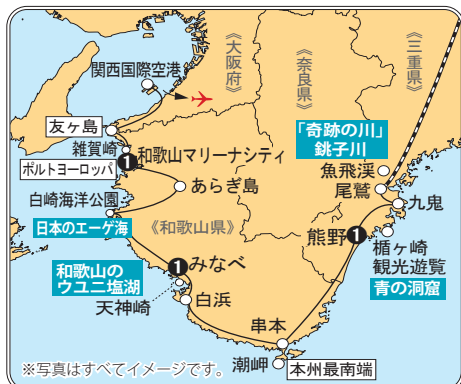 《大阪府》
《奈良県》
《三重県》
関西国際空港
友ヶ島
雑賀崎
❶和歌山マリーナシティ
ポルトヨーロッパ
あらぎ島
白崎海洋公園
日本のエーゲ海
《和歌山県》
「奇跡の川」
銚子川
魚飛渓
尾鷲
九鬼
熊野❶
楯ヶ崎
観光遊覧
青の洞窟
❶みなべ
和歌山の
ウユニ塩湖
天神崎
白浜
串本
潮岬
本州最南端
※写真はすべてイメージです。